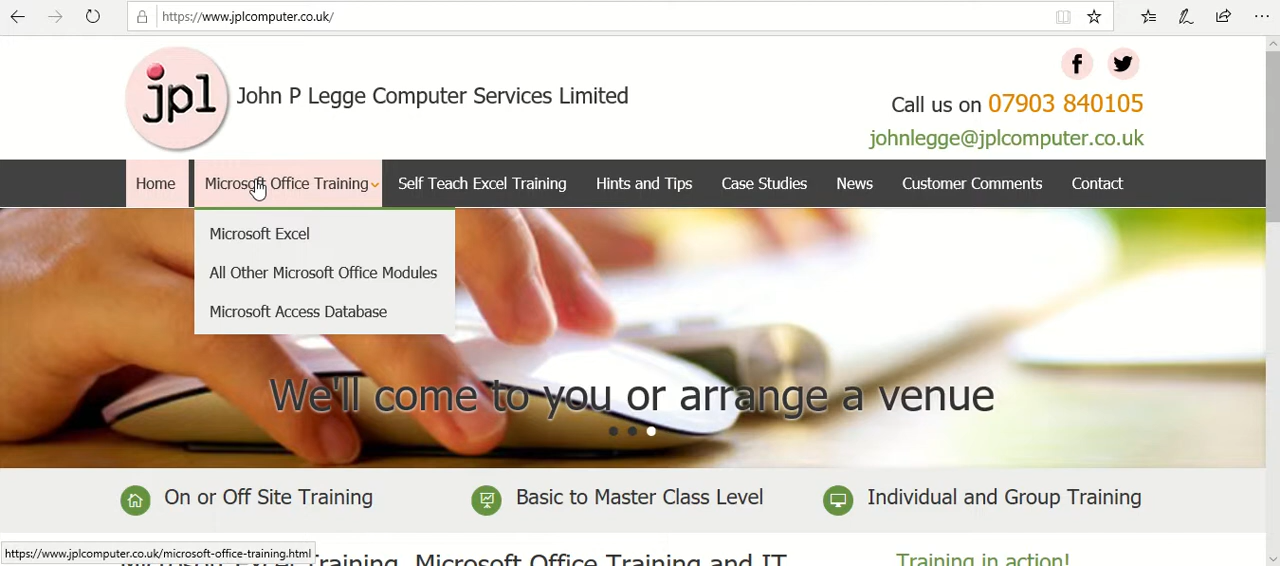 https://www.jplcomputer.co.uk/
jpl
John P Legge Computer Services Limited
Call us on 07903 840105
johnlegge@jplcomputer.co.uk
Home Microsoft Office Training Self Teach Excel Training Hints and Tips Case Studies News Customer Comments Contact
Microsoft Excel
All Other Microsoft Office Modules
Microsoft Access Database
We'll come to you or arrange a venue
On or Off Site Training Basic to Master Class Level Individual and Group Training
https://www.jplcomputer.co.uk/microsoft-office-training.html
Microsoft Excel Training, Microsoft Office Training and IT
Training in action!